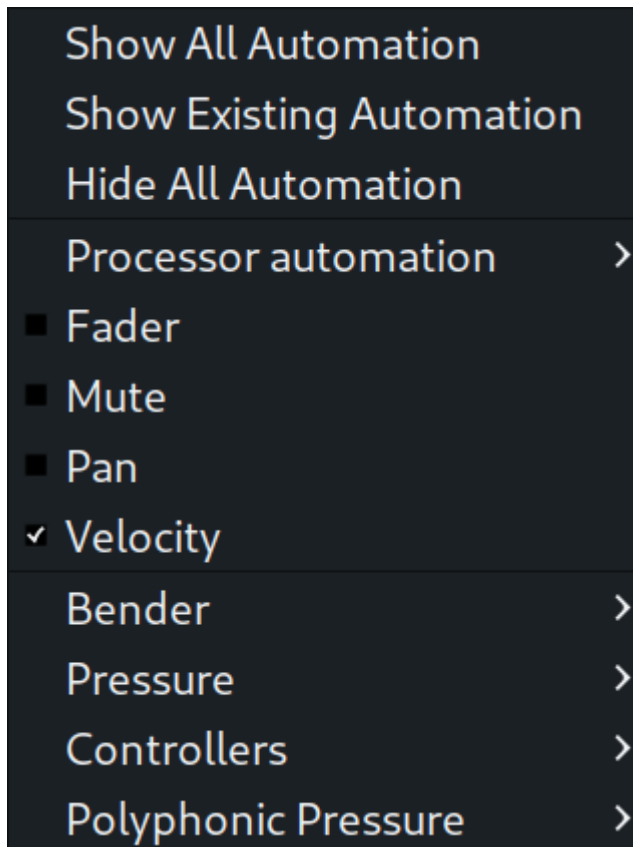 Show All Automation
Show Existing Automation
Hide All Automation
Processor automation
Fader
Mute
Pan
Velocity
Bender
Pressure
Controllers
Polyphonic Pressure